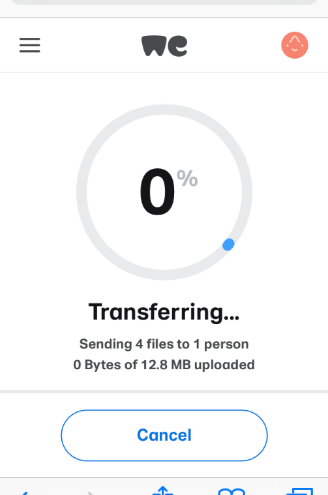 we
0%
Transferring...
Sending 4 files to 1 person
0 Bytes of 12.8 MB uploaded
Cancel